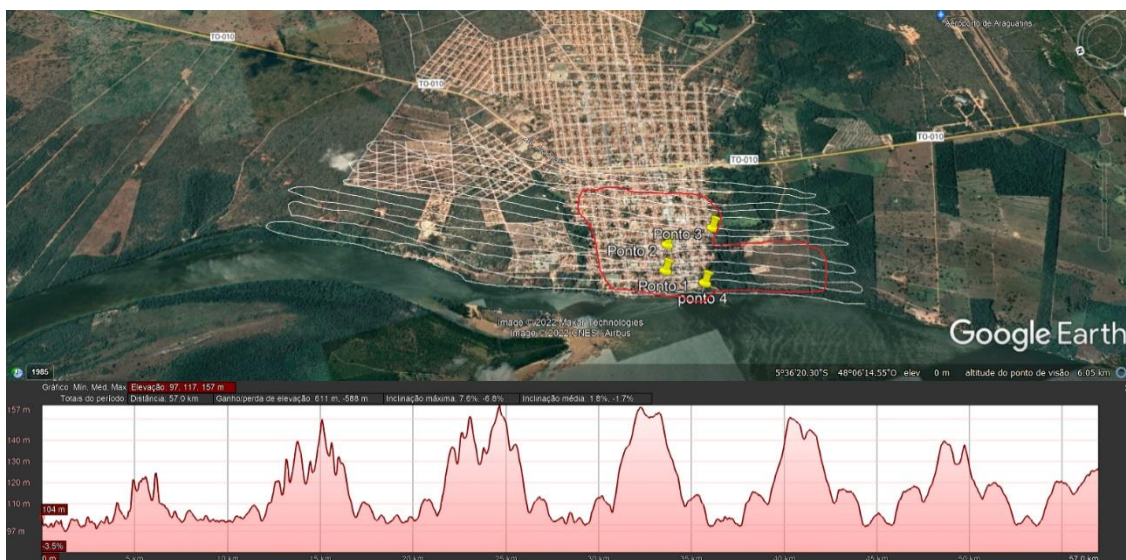 Aeroporto de Araguatins
N
TO-010
TO-010
TO-010
TO-010
Ponto 3
Ponto 2
Ponto 1
ponto 4
Image © 2022 Maxar Technologies
Image © 2022 CNES / Airbus
Google Earth
1985
5°36'20.30"S 48°06'14.55"O elev 0 m altitude do ponto de visão 6.05 km
Gráfico: Mín, Méd, Max Elevação: 97, 117, 157 m
Totais do período: Distância: 57.0 km Ganho/perda de elevação: 611 m, -588 m Inclinação máxima: 7.6%, -6.8% Inclinação média: 1.8%, -1.7%
157 m
140 m
130 m
120 m
110 m
104 m
97 m
-3.5%
0 m 5 km 10 km 15 km 20 km 25 km 30 km 35 km 40 km 45 km 50 km 57.0 km